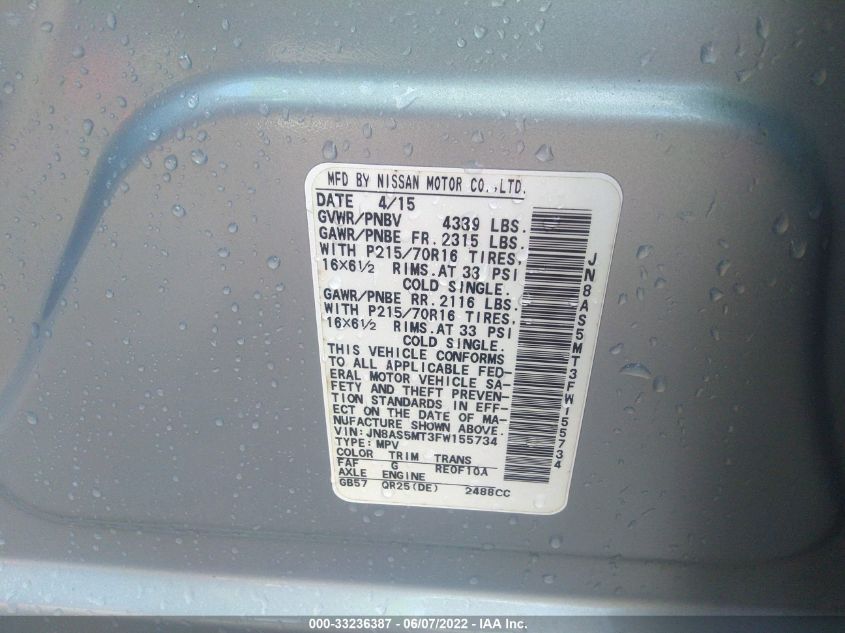 MFD BY NISSAN MOTOR CO.,LTD.
DATE 4/15
GVWR/PNBV 4339 LBS.
GAWR/PNBE FR. 2315 LBS.
WITH P215/70R16 TIRES,
16X6½ RIMS.AT 33 PSI
COLD SINGLE.
GAWR/PNBE RR. 2116 LBS.
WITH P215/70R16 TIRES,
16X6½ RIMS.AT 33 PSI
COLD SINGLE.
THIS VEHICLE CONFORMS
TO ALL APPLICABLE FED-
ERAL MOTOR VEHICLE SA-
FETY AND THEFT PREVEN-
TION STANDARDS IN EFF-
ECT ON THE DATE OF MA-
NUFACTURE SHOWN ABOVE.
VIN: JN8AS5MT3FW155734
TYPE: MPV
COLOR TRIM TRANS
FAF G RE0F10A
AXLE ENGINE
GB57 QR25(DE) 2488CC
JN8AS5MT3FW155734
000-33236387 - 06/07/2022 - IAA Inc.